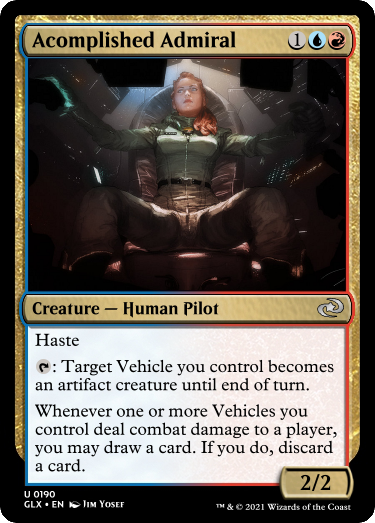 Acomplished Admiral 1
Creature — Human Pilot
Haste
: Target Vehicle you control becomes
an artifact creature until end of turn.
Whenever one or more Vehicles you
control deal combat damage to a player,
you may draw a card. If you do, discard
a card.
2/2
U 0190
GLX • EN Jim Yosef
™ & © 2021 Wizards of the Coast